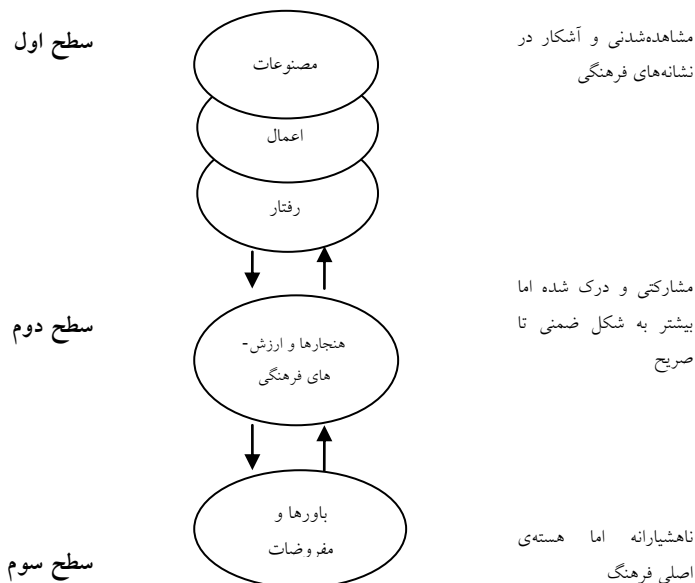 سطح اول
مشاهده‌شدنی و آشکار در
نشانه‌های فرهنگی
مصنوعات
اعمال
رفتار
سطح دوم
مشارکتی و درک شده اما
بیشتر به شکل ضمنی تا
صریح
هنجارها و ارزش-
های فرهنگی
سطح سوم
ناهشیارانه اما هسته‌ی
اصلی فرهنگ
باورها و
مفروضات